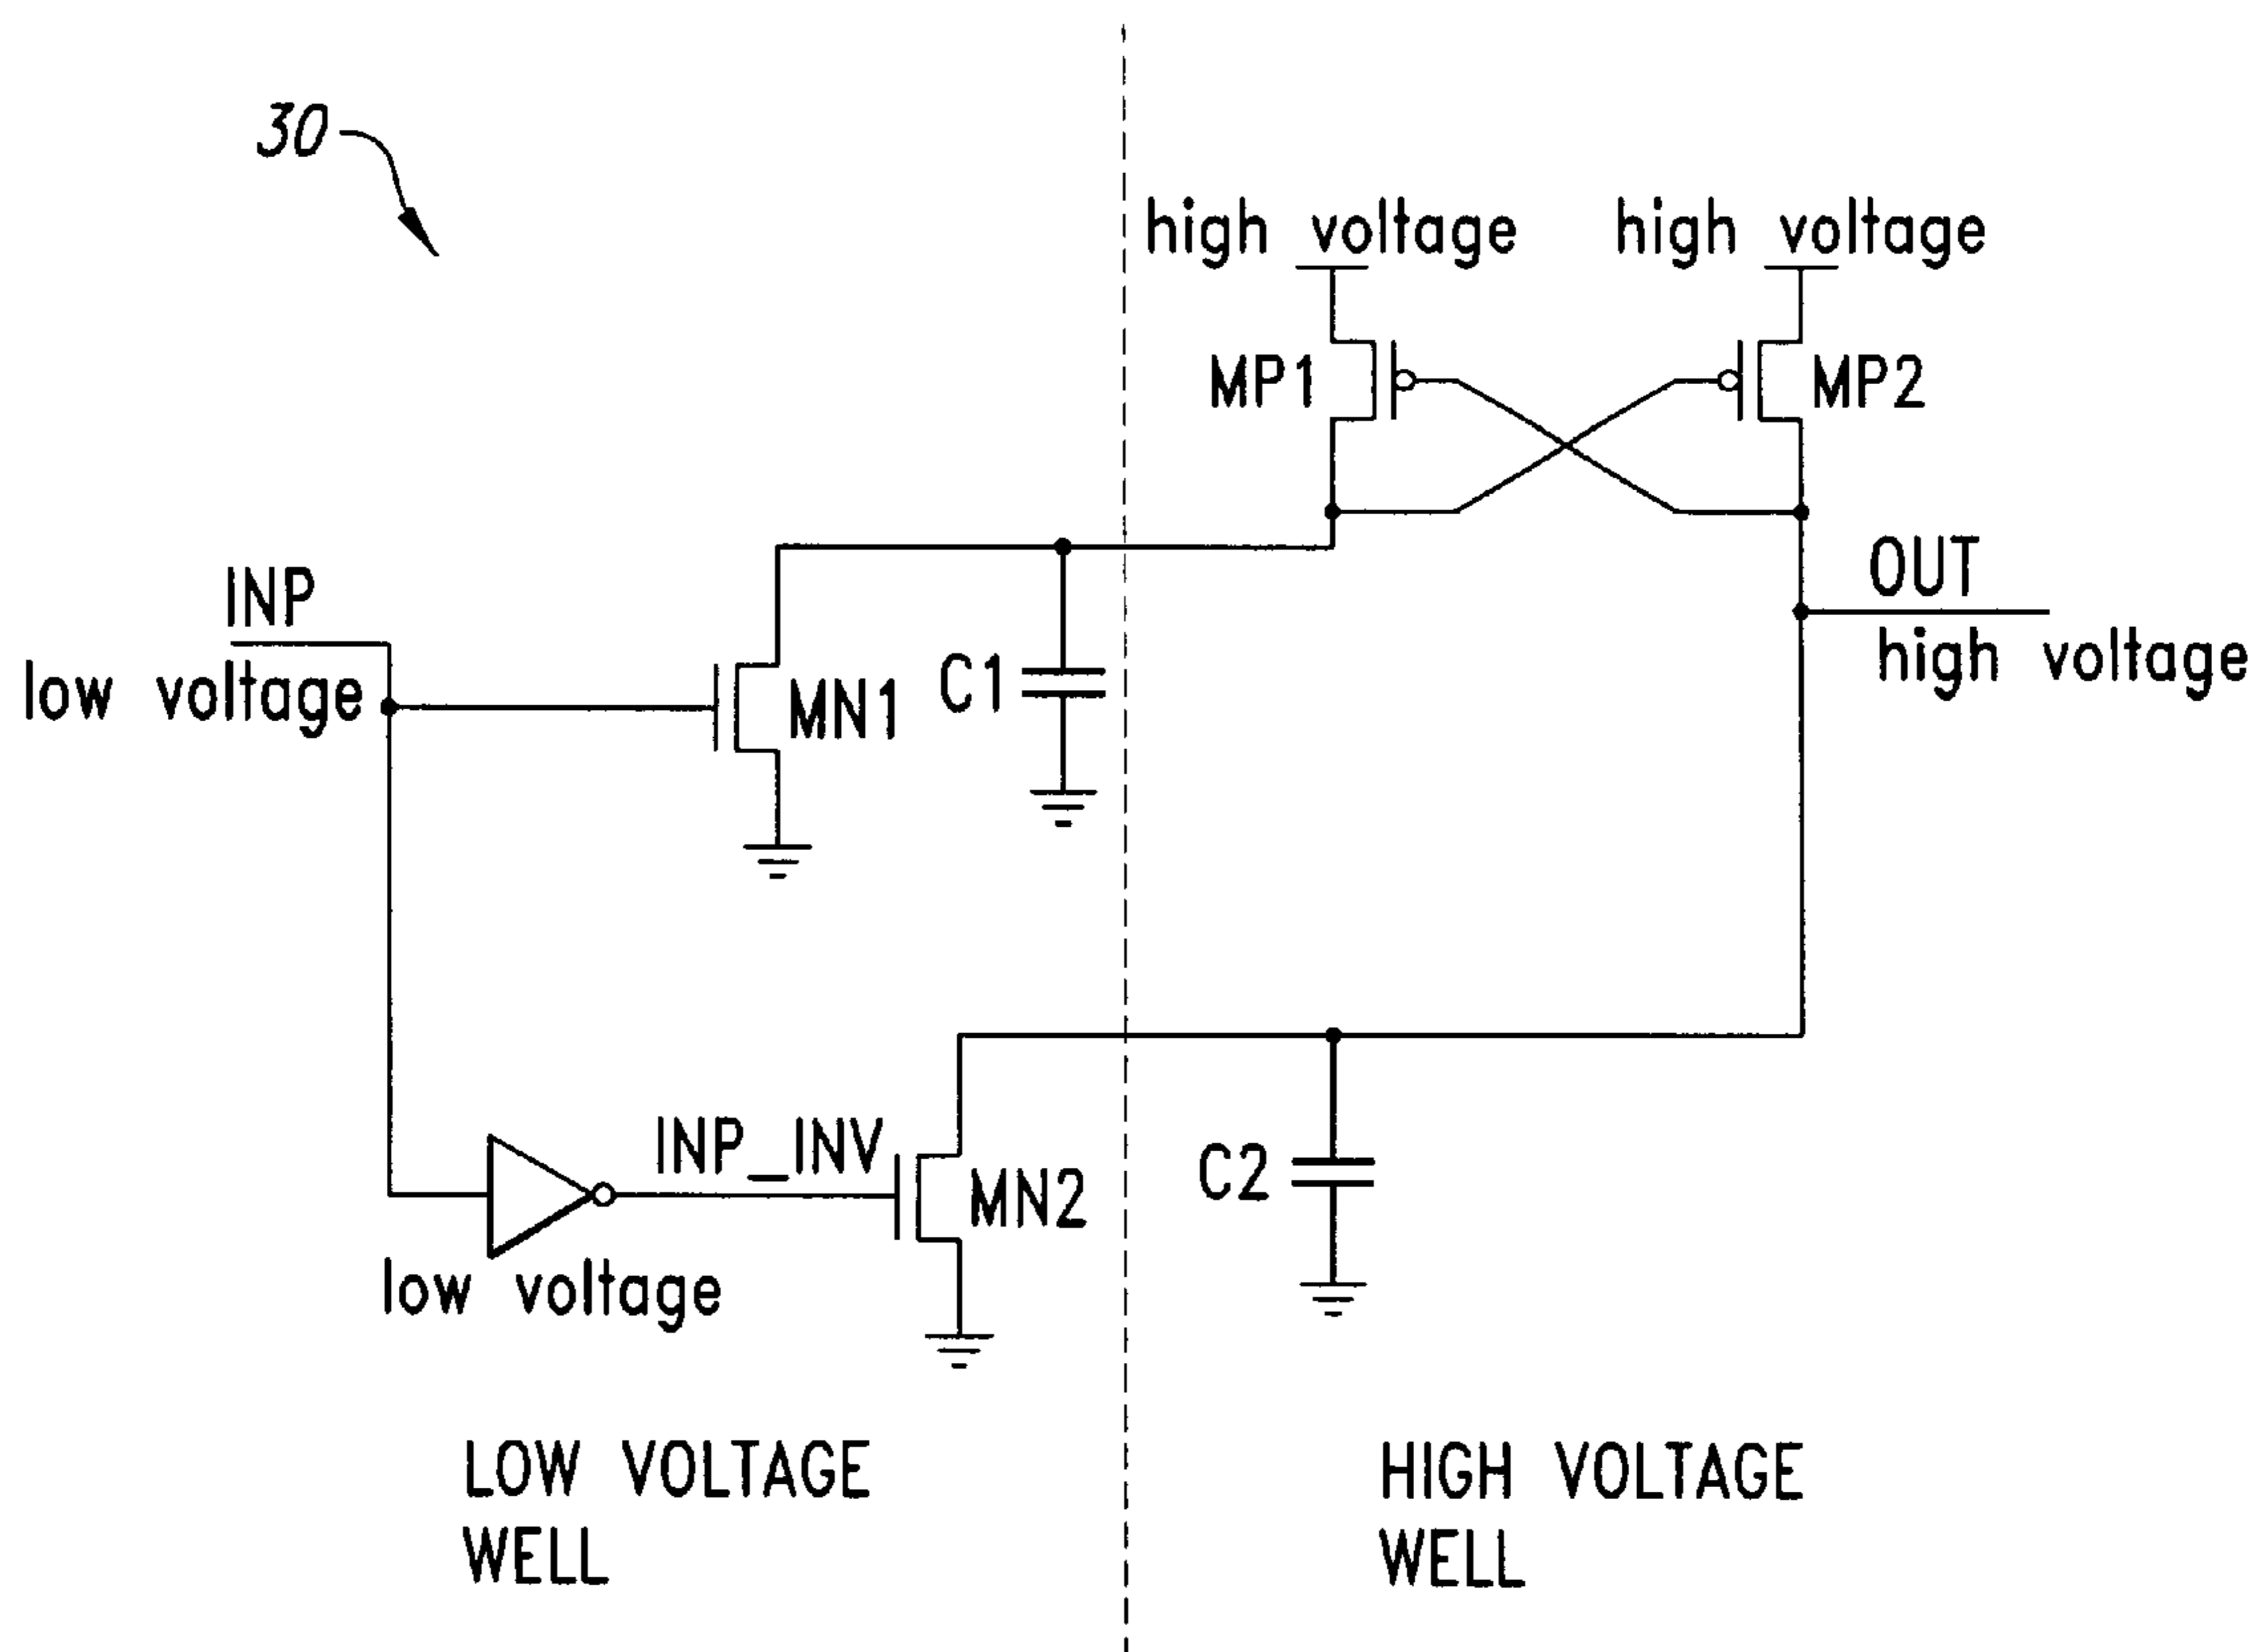 30
high voltage
high voltage
MP1
MP2
INP
low voltage
MN1
C1
OUT
high voltage
INP_INV
MN2
C2
low voltage
LOW VOLTAGE
WELL
HIGH VOLTAGE
WELL